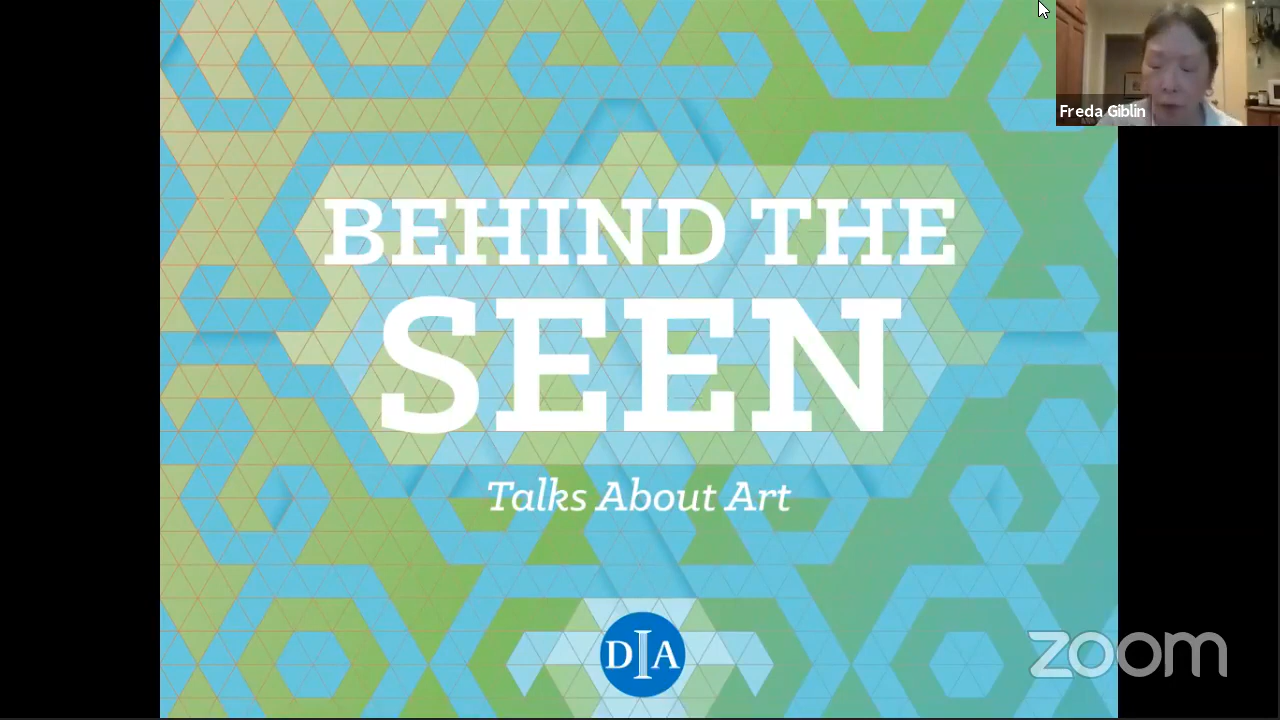 Freda Giblin
BEHIND THE
SEEN
Talks About Art
DIA
zoom